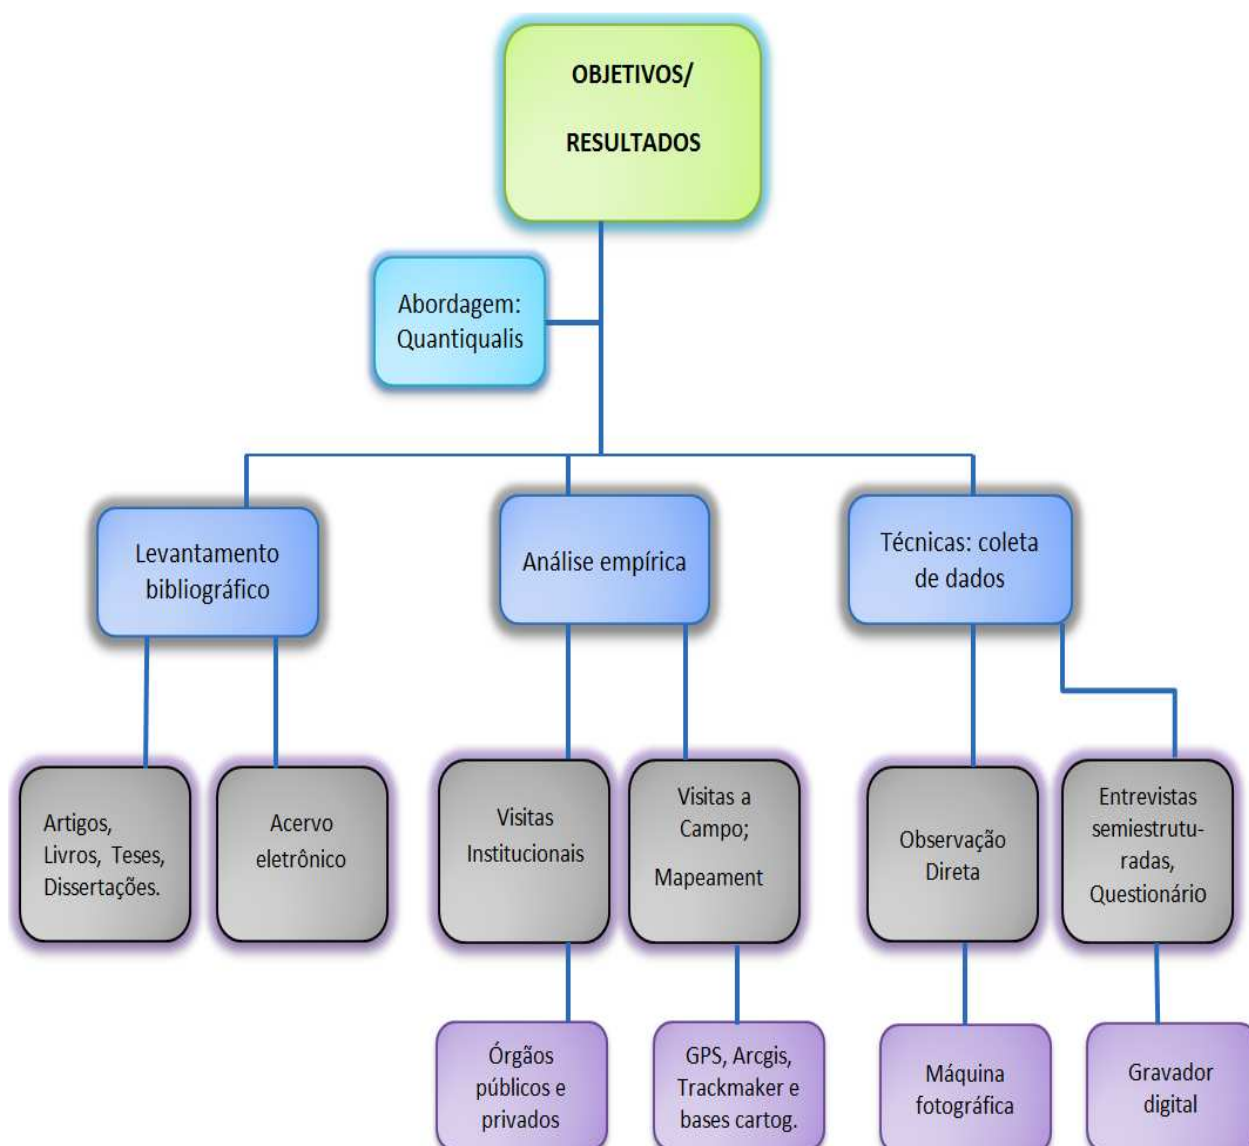 OBJETIVOS/
RESULTADOS
Abordagem:
Quantiqualis
Levantamento
bibliográfico
Análise empírica
Técnicas: coleta
de dados
Artigos,
Livros, Teses,
Dissertações.
Acervo
eletrônico
Visitas
Institucionais
Visitas a
Campo;
Mapeament
Observação
Direta
Entrevistas
semiestrutu-
radas,
Questionário
Órgãos
públicos e
privados
GPS, Arcgis,
Trackmaker e
bases cartog.
Máquina
fotográfica
Gravador
digital